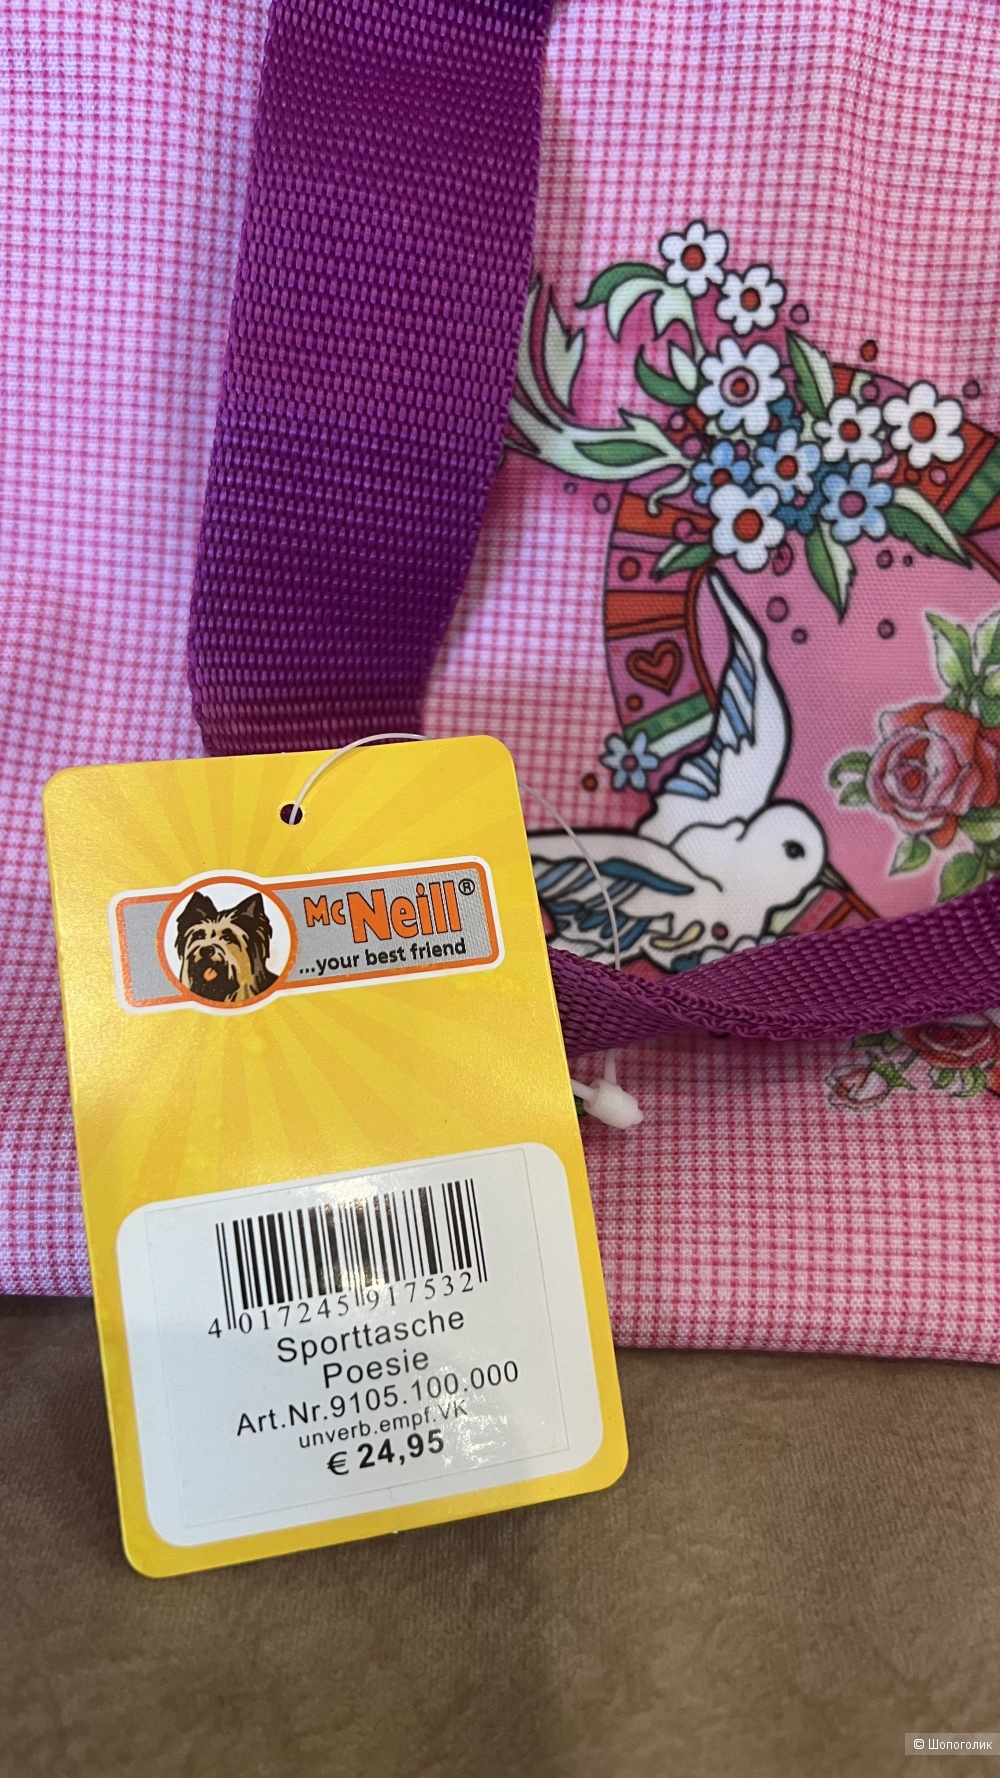 McNeill®
...your best friend
4 017245 917532
Sporttasche
Poesie
Art.Nr.9105.100.000
unverb.empf.VK
€ 24,95
© Шопоголик